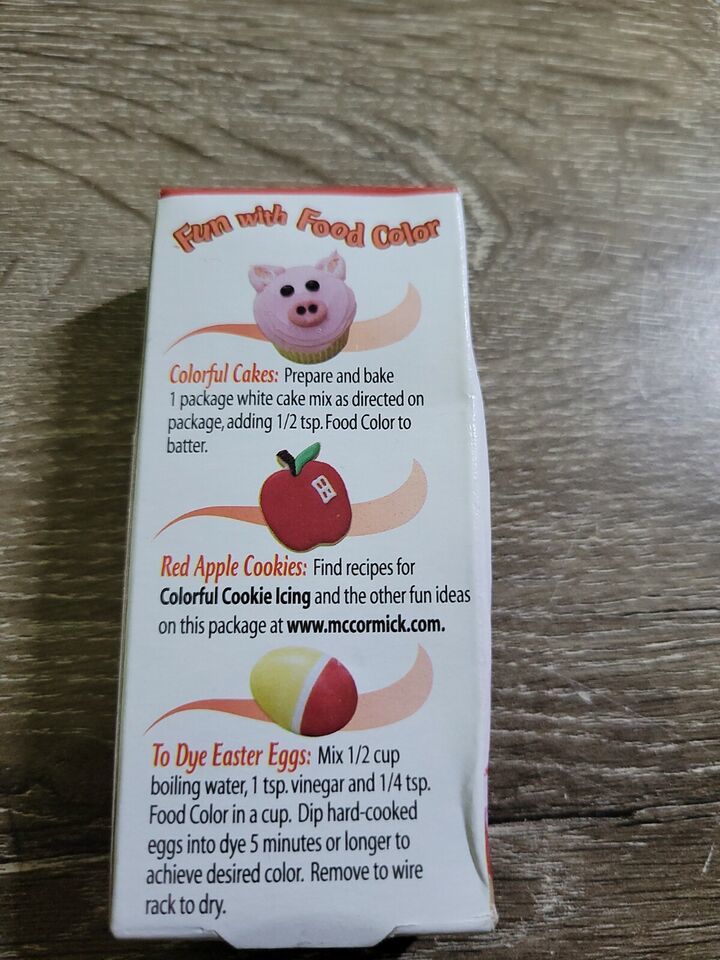 Fun with Food Color
Colorful Cakes: Prepare and bake
1 package white cake mix as directed on
package, adding 1/2 tsp. Food Color to
batter.
Red Apple Cookies: Find recipes for
Colorful Cookie Icing and the other fun ideas
on this package at www.mccormick.com.
To Dye Easter Eggs: Mix 1/2 cup
boiling water, 1 tsp. vinegar and 1/4 tsp.
Food Color in a cup. Dip hard-cooked
eggs into dye 5 minutes or longer to
achieve desired color. Remove to wire
rack to dry.